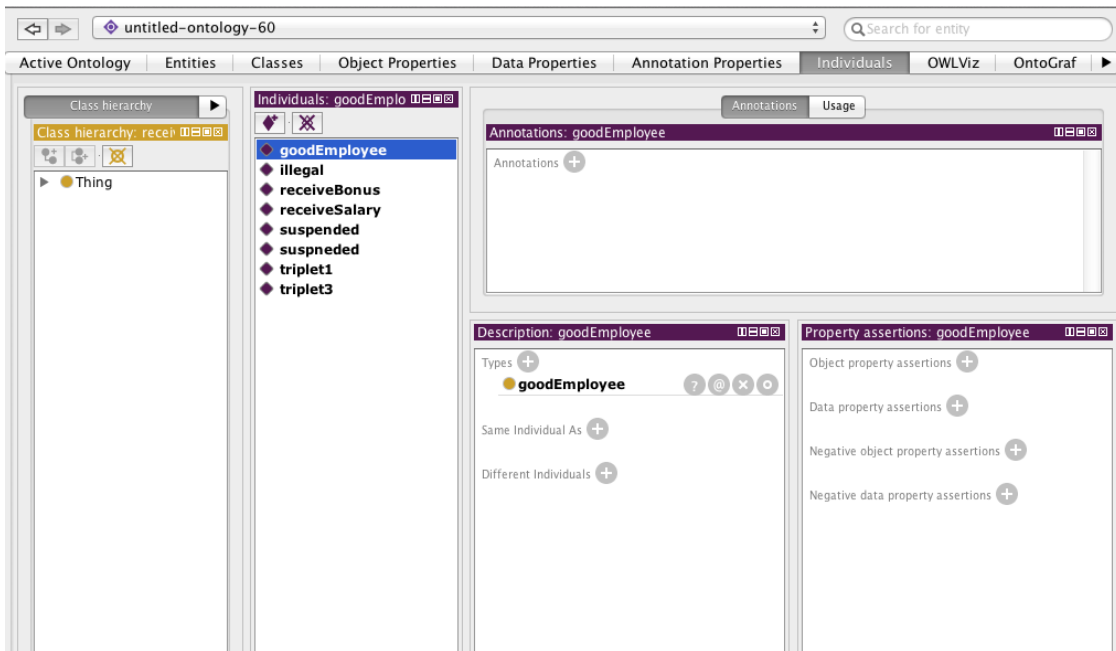 untitled-ontology-60
Search for entity
Active Ontology Entities Classes Object Properties Data Properties Annotation Properties Individuals OWLViz OntoGraf
Class hierarchy
Class hierarchy: recei
Thing
Individuals: goodEmplo
goodEmployee
illegal
receiveBonus
receiveSalary
suspended
suspneded
triplet1
triplet3
Annotations Usage
Annotations: goodEmployee
Annotations
Description: goodEmployee
Types
goodEmployee
Same Individual As
Different Individuals
Property assertions: goodEmployee
Object property assertions
Data property assertions
Negative object property assertions
Negative data property assertions